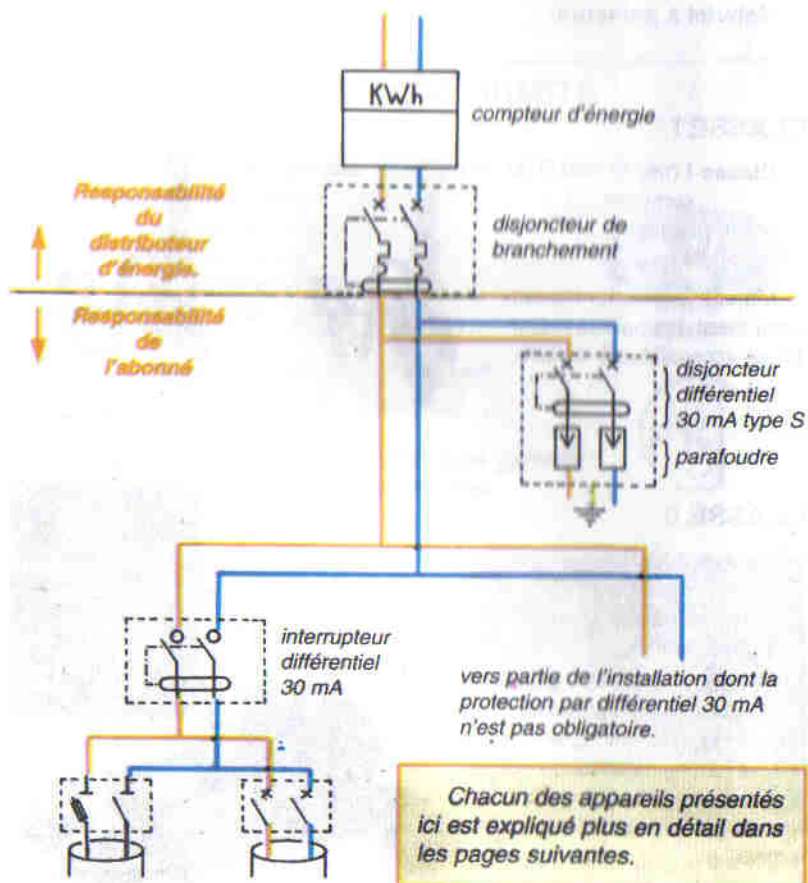 KWh
compteur d'énergie
Responsabilité
du
distributeur
d'énergie.
disjoncteur de
branchement
Responsabilité
de
l'abonné
disjoncteur
différentiel
30 mA type S
parafoudre
interrupteur
différentiel
30 mA
vers partie de l'installation dont la
protection par différentiel 30 mA
n'est pas obligatoire.
Chacun des appareils présentés
ici est expliqué plus en détail dans
les pages suivantes.